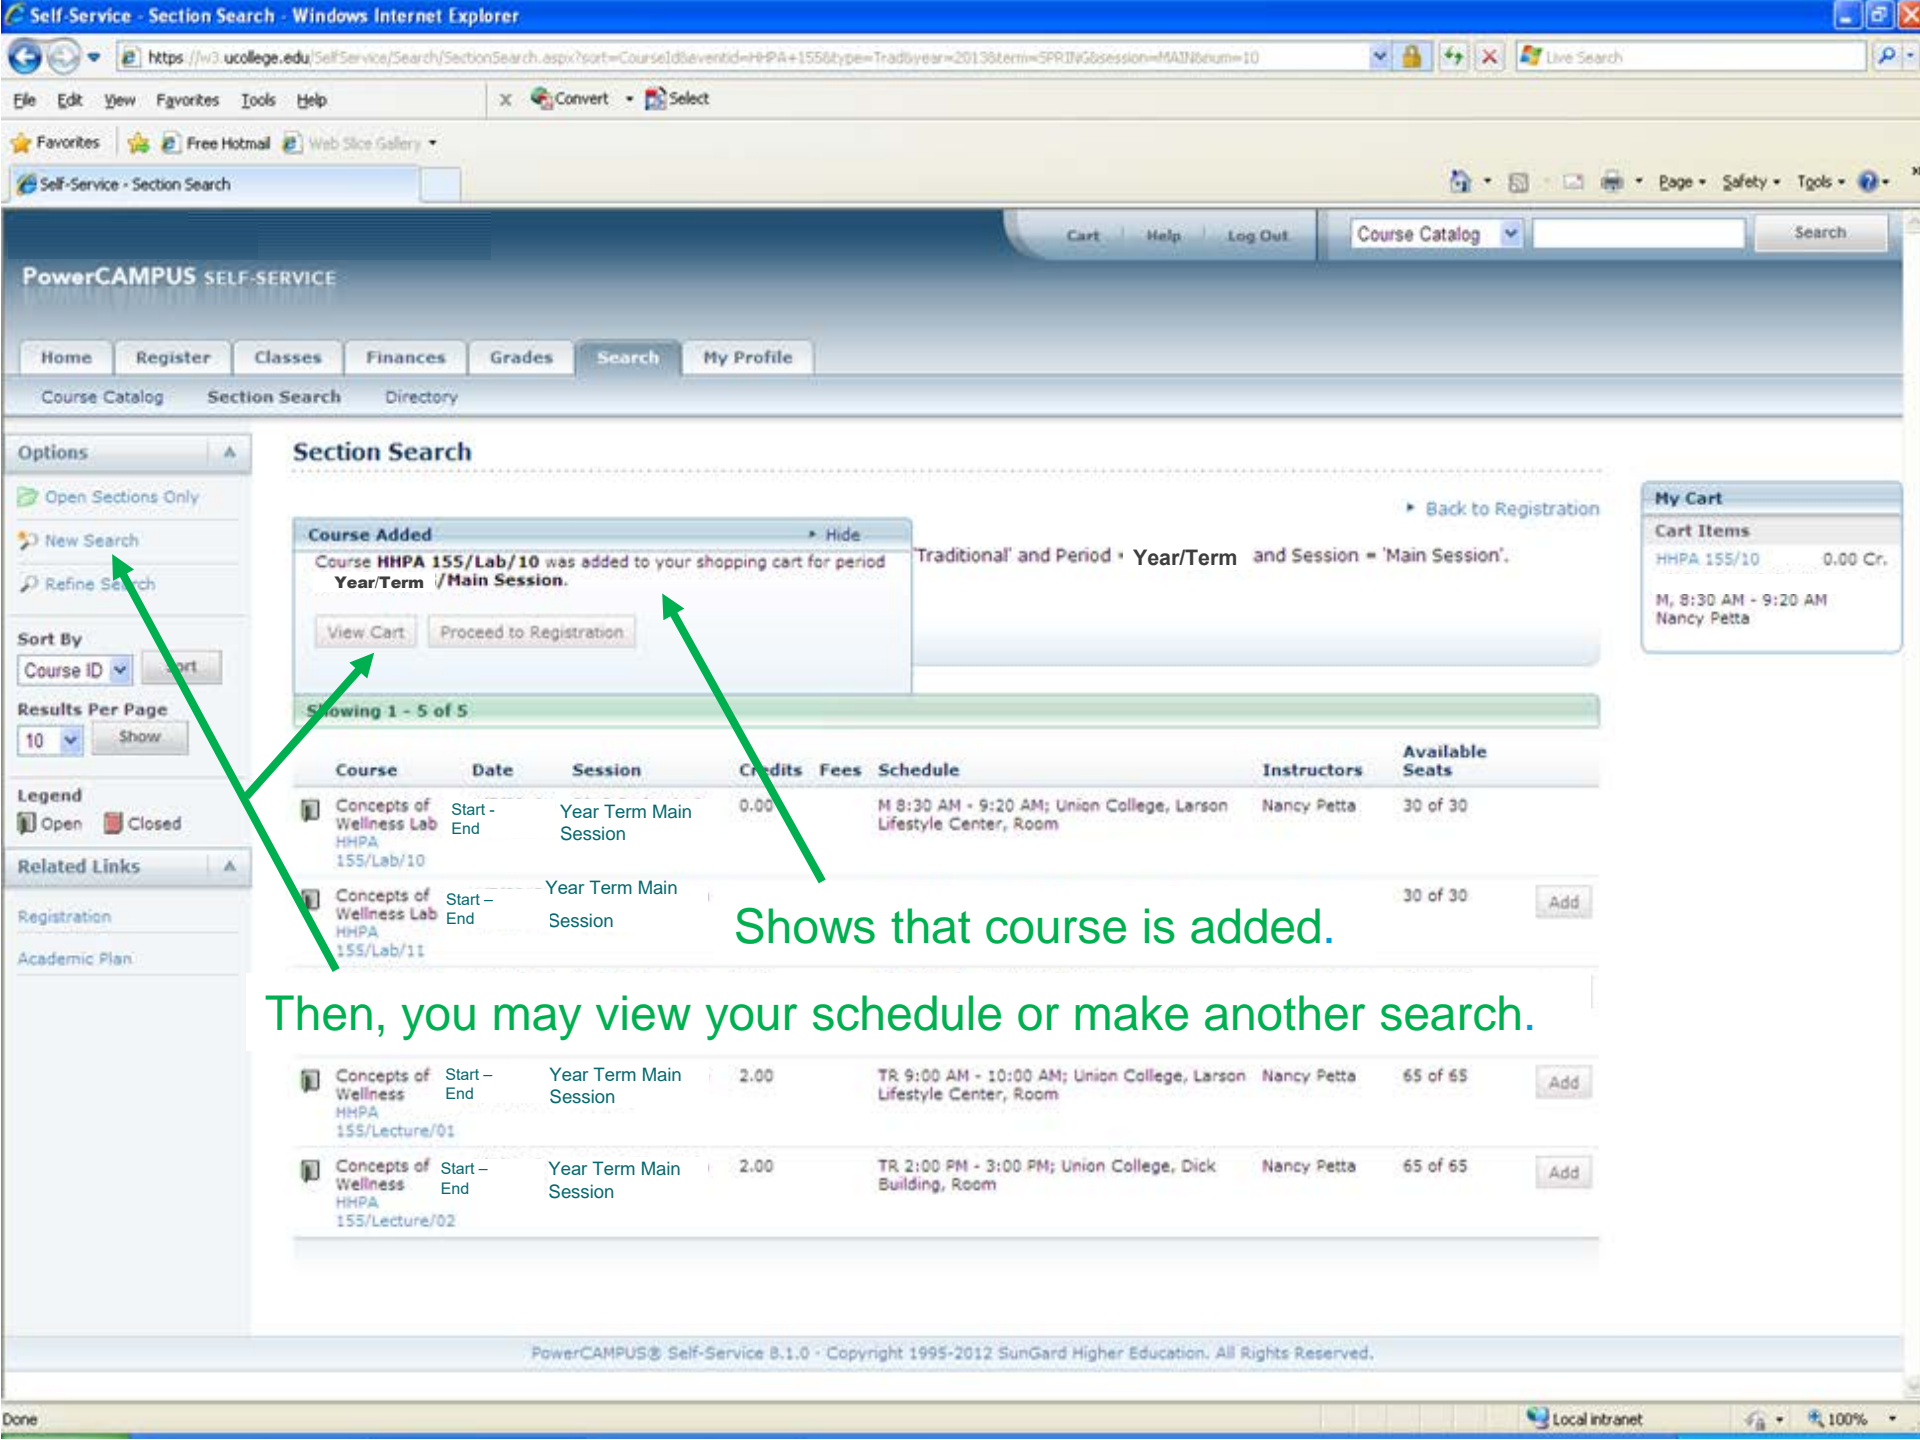 Self-Service - Section Search - Windows Internet Explorer
https://w3.ucollege.edu/SelfService/Search/SectionSearch.aspx?sort=CourseId&eventid=HHPA+155&type=Trad&year=2013&term=SPRING&session=MAIN&num=10
Live Search
File Edit View Favorites Tools Help
x Convert Select
Favorites Free Hotmail Web Slice Gallery
Self-Service - Section Search
Page Safety Tools
Cart Help Log Out Course Catalog Search
PowerCAMPUS SELF-SERVICE
Home Register Classes Finances Grades Search My Profile
Course Catalog Section Search Directory
Options
Open Sections Only
New Search
Refine Search
Sort By
Course ID Sort
Results Per Page
10 Show
Legend
Open Closed
Related Links
Registration
Academic Plan
Section Search
Back to Registration
Course Added Hide
Course HHPA 155/Lab/10 was added to your shopping cart for period
Year/Term /Main Session.
View Cart Proceed to Registration
'Traditional' and Period Year/Term and Session = 'Main Session'.
My Cart
Cart Items
HHPA 155/10 0.00 Cr.
M, 8:30 AM - 9:20 AM
Nancy Petta
Showing 1 - 5 of 5
Course Date Session Credits Fees Schedule Instructors Available Seats
Concepts of Start - Year Term Main 0.00 M 8:30 AM - 9:20 AM; Union College, Larson Nancy Petta 30 of 30
Wellness Lab End Session Lifestyle Center, Room
HHPA
155/Lab/10
Concepts of Start – Year Term Main 30 of 30 Add
Wellness Lab End Session
HHPA
155/Lab/11
Shows that course is added.
Then, you may view your schedule or make another search.
Concepts of Start – Year Term Main 2.00 TR 9:00 AM - 10:00 AM; Union College, Larson Nancy Petta 65 of 65 Add
Wellness End Session Lifestyle Center, Room
HHPA
155/Lecture/01
Concepts of Start – Year Term Main 2.00 TR 2:00 PM - 3:00 PM; Union College, Dick Nancy Petta 65 of 65 Add
Wellness End Session Building, Room
HHPA
155/Lecture/02
PowerCAMPUS® Self-Service 8.1.0 · Copyright 1995-2012 SunGard Higher Education. All Rights Reserved.
Done Local intranet 100%